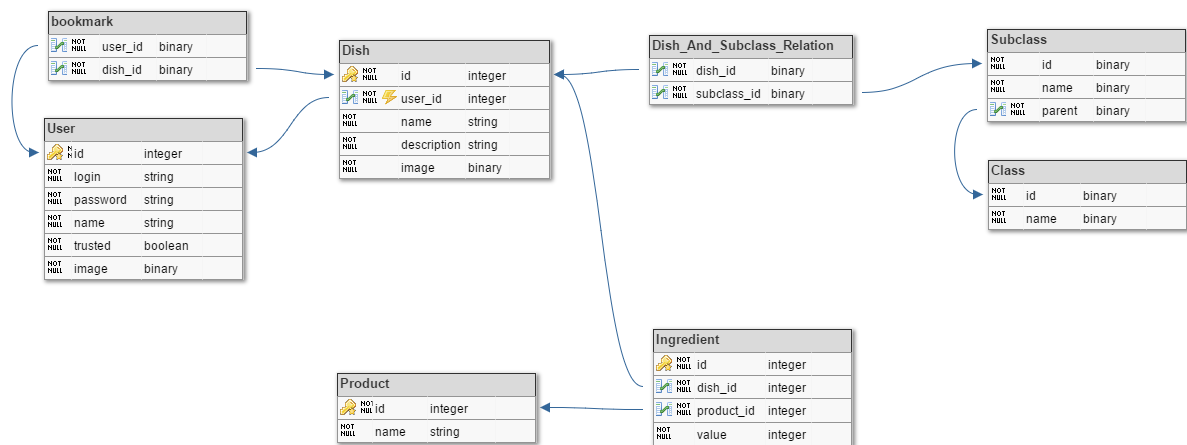 bookmark
NOT NULL user_id binary
NOT NULL dish_id binary
User
N N id integer
NOT NULL login string
NOT NULL password string
NOT NULL name string
NOT NULL trusted boolean
NOT NULL image binary
Dish
NOT NULL id integer
NOT NULL user_id integer
NOT NULL name string
NOT NULL description string
NOT NULL image binary
Dish_And_Subclass_Relation
NOT NULL dish_id binary
NOT NULL subclass_id binary
Subclass
NOT NULL id binary
NOT NULL name binary
NOT NULL parent binary
Class
NOT NULL id binary
NOT NULL name binary
Product
NOT NUL id integer
NOT NULL name string
Ingredient
NOT NULL id integer
NOT NULL dish_id integer
NOT NULL product_id integer
NOT NULL value integer